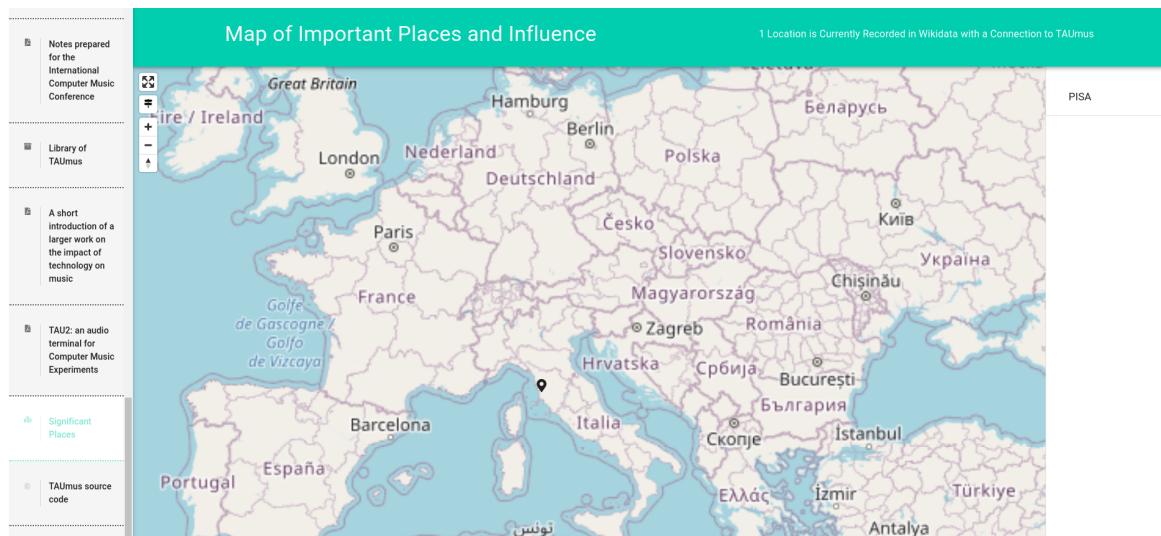 Notes prepared
for the
International
Computer Music
Conference
Library of
TAUmus
A short
introduction of a
larger work on
the impact of
technology on
music
TAU2: an audio
terminal for
Computer Music
Experiments
Significant
Places
TAUmus source
code
Map of Important Places and Influence
1 Location is Currently Recorded in Wikidata with a Connection to TAUmus
PISA
Great Britain
Hamburg
Беларусь
/ Ireland
Berlin
London
Nederland
Polska
Deutschland
Київ
Paris
Česko
Slovensko
Україна
Chișinău
France
Magyarország
Golfe
de Gascogne /
Golfo
de Vizcaya
Zagreb
România
Hrvatska
Србија
București
България
Barcelona
Italia
Скопје
İstanbul
España
Portugal
Ελλάς
İzmir
Türkiye
تونس
Antalya